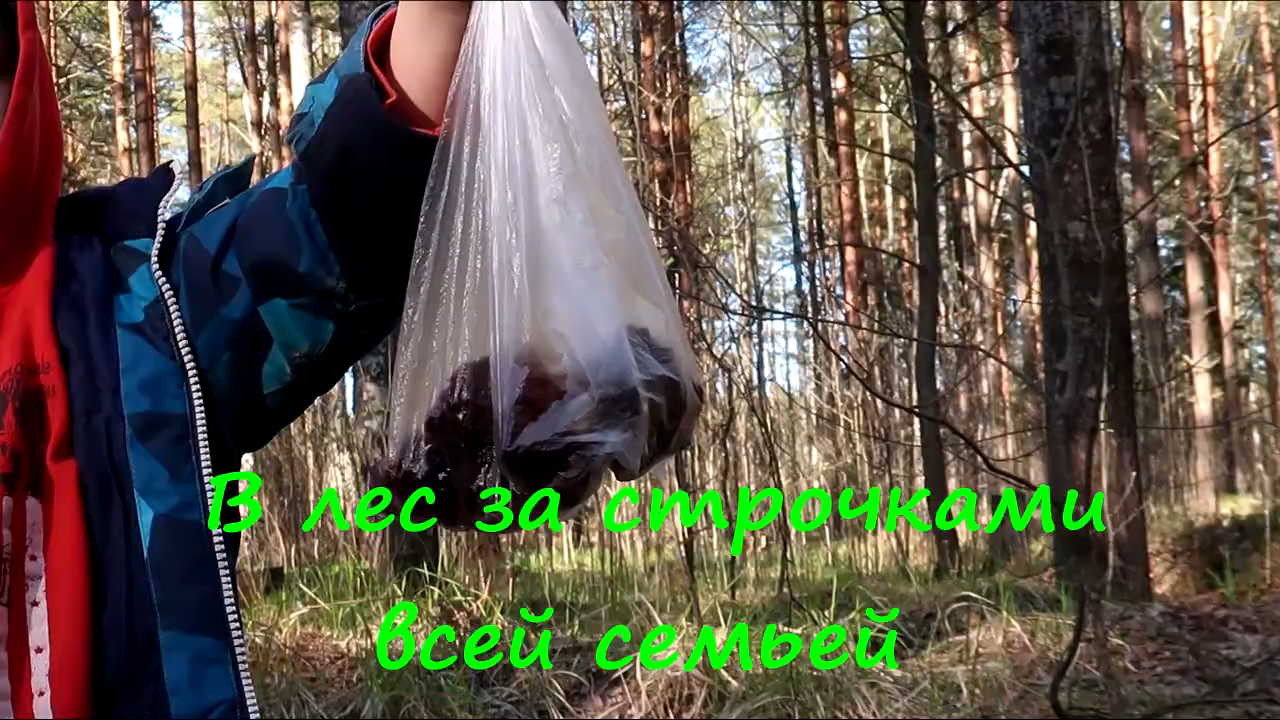 В лес за строчками
всей семьей